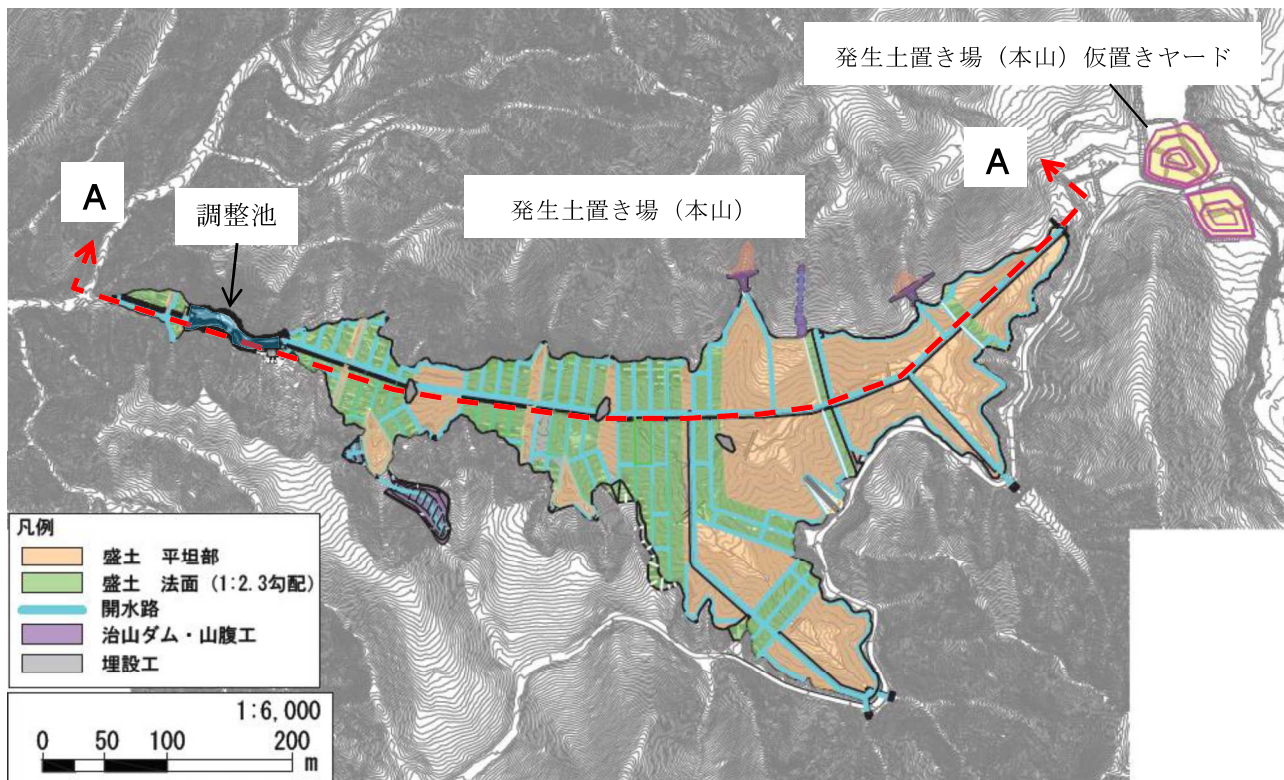 発生土置き場（本山）仮置きヤード
A
A
調整池
発生土置き場（本山）
凡例
盛土 平坦部
盛土 法面（1:2.3勾配）
開水路
治山ダム・山腹工
埋設工
1:6,000
0 50 100 200
m